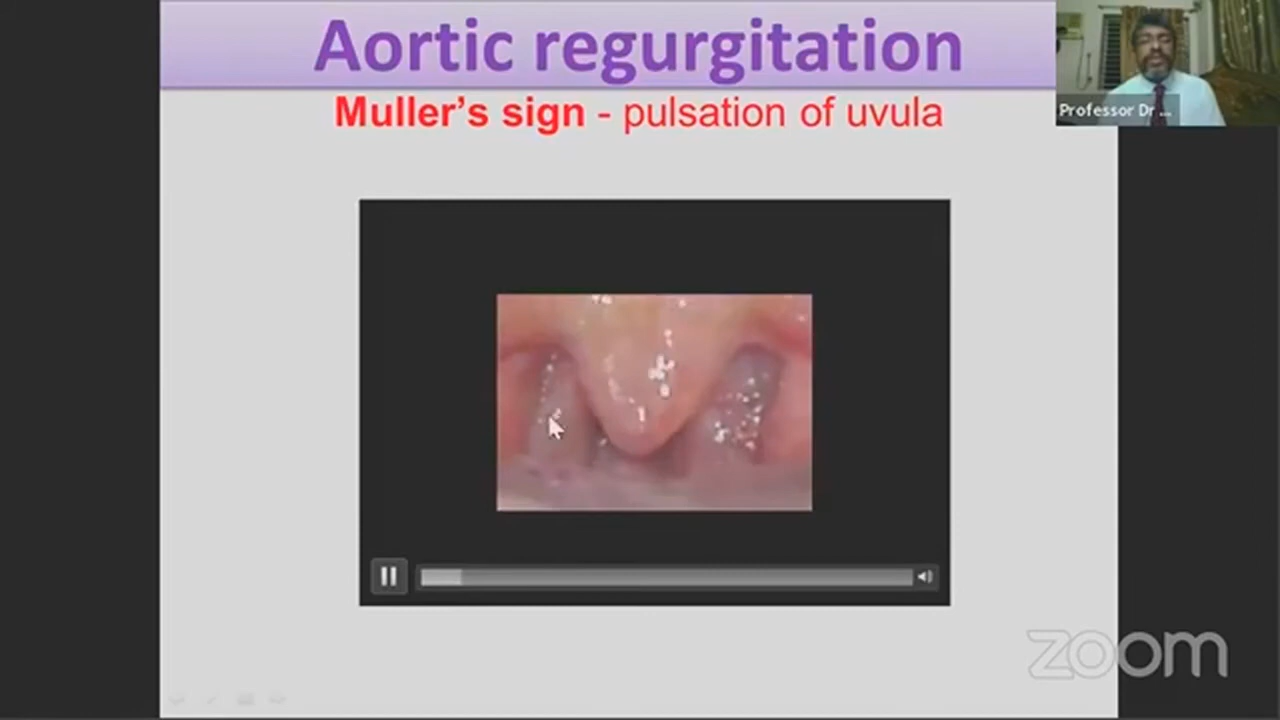 Aortic regurgitation
Muller's sign - pulsation of uvula
Professor Dr ...
zoom